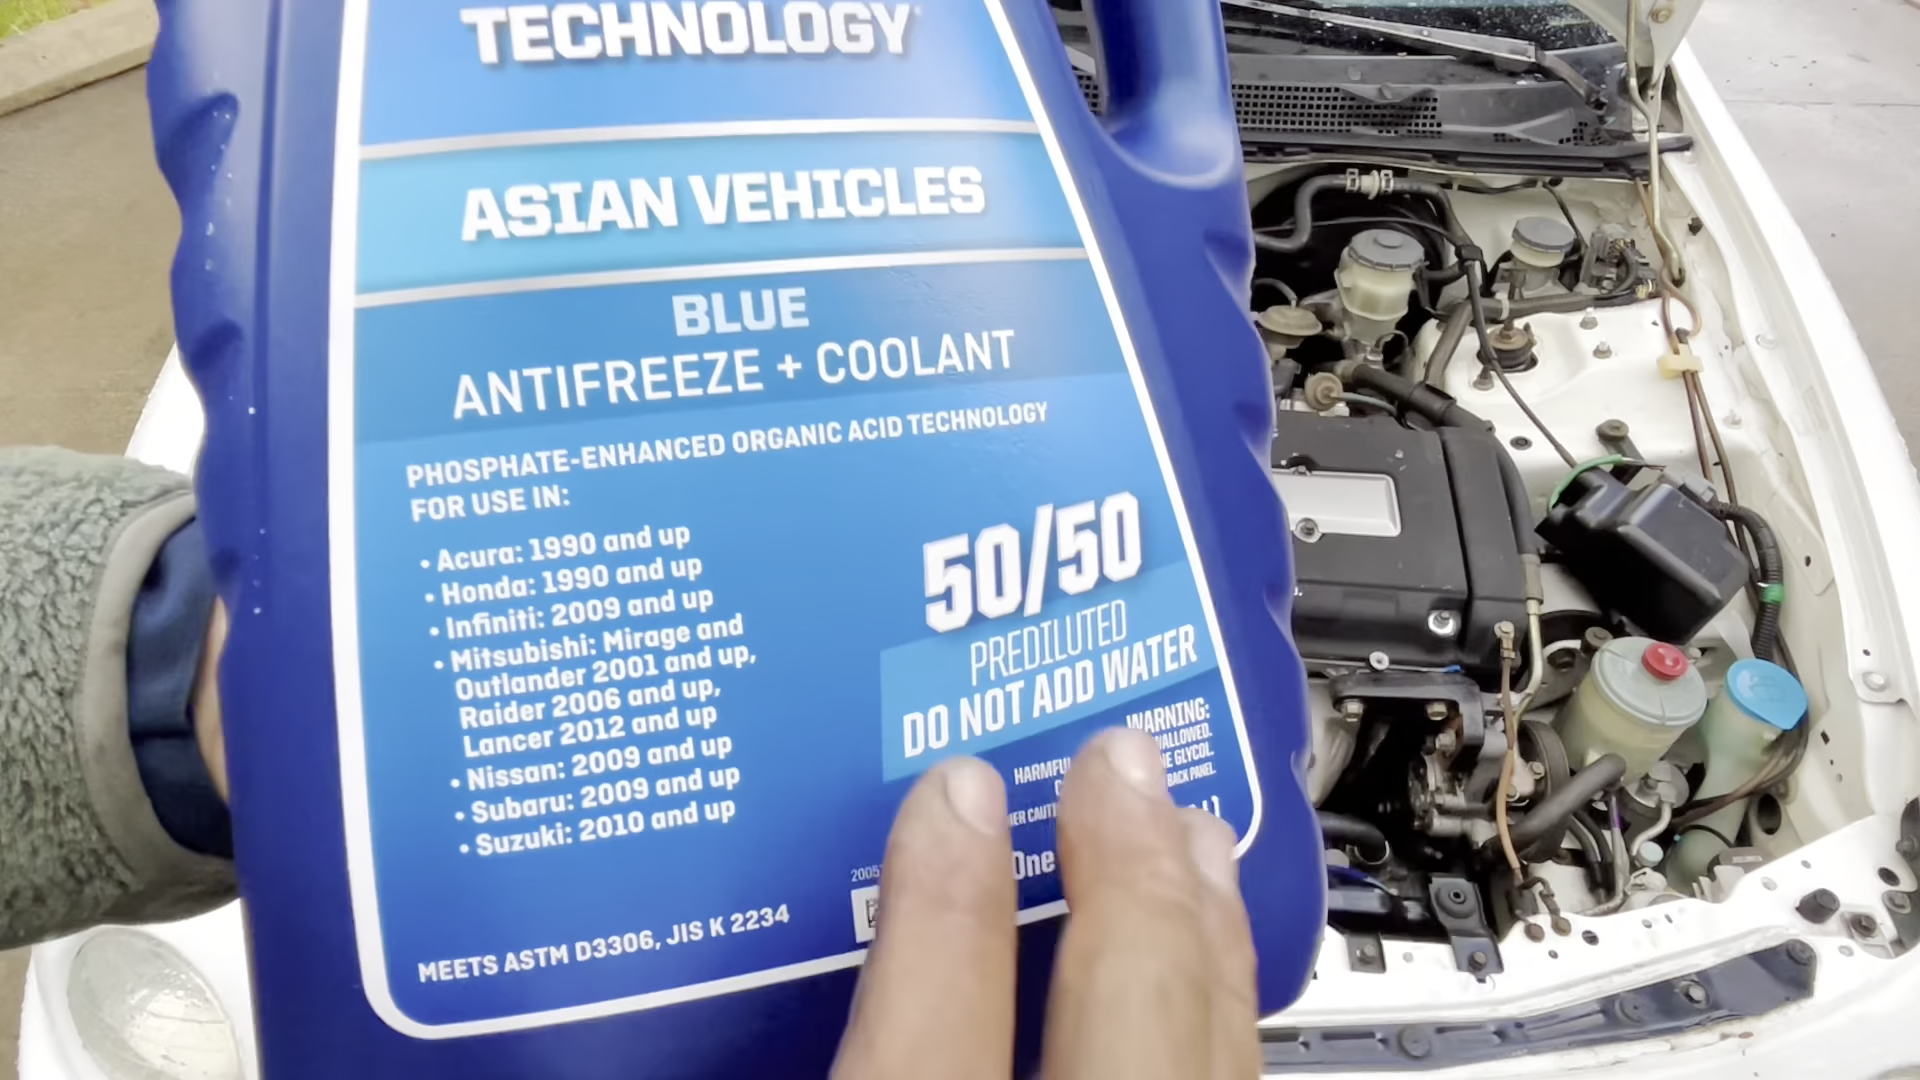 TECHNOLOGY
ASIAN VEHICLES
BLUE
ANTIFREEZE + COOLANT
PHOSPHATE-ENHANCED ORGANIC ACID TECHNOLOGY
FOR USE IN:
• Acura: 1990 and up
• Honda: 1990 and up
• Infiniti: 2009 and up
• Mitsubishi: Mirage and
Outlander 2001 and up,
Raider 2006 and up,
Lancer 2012 and up
• Nissan: 2009 and up
• Subaru: 2009 and up
• Suzuki: 2010 and up
MEETS ASTM D3306, JIS K 2234
50/50
PREDILUTED
DO NOT ADD WATER
WARNING:
GLYCOL.
BACK PANEL.
One